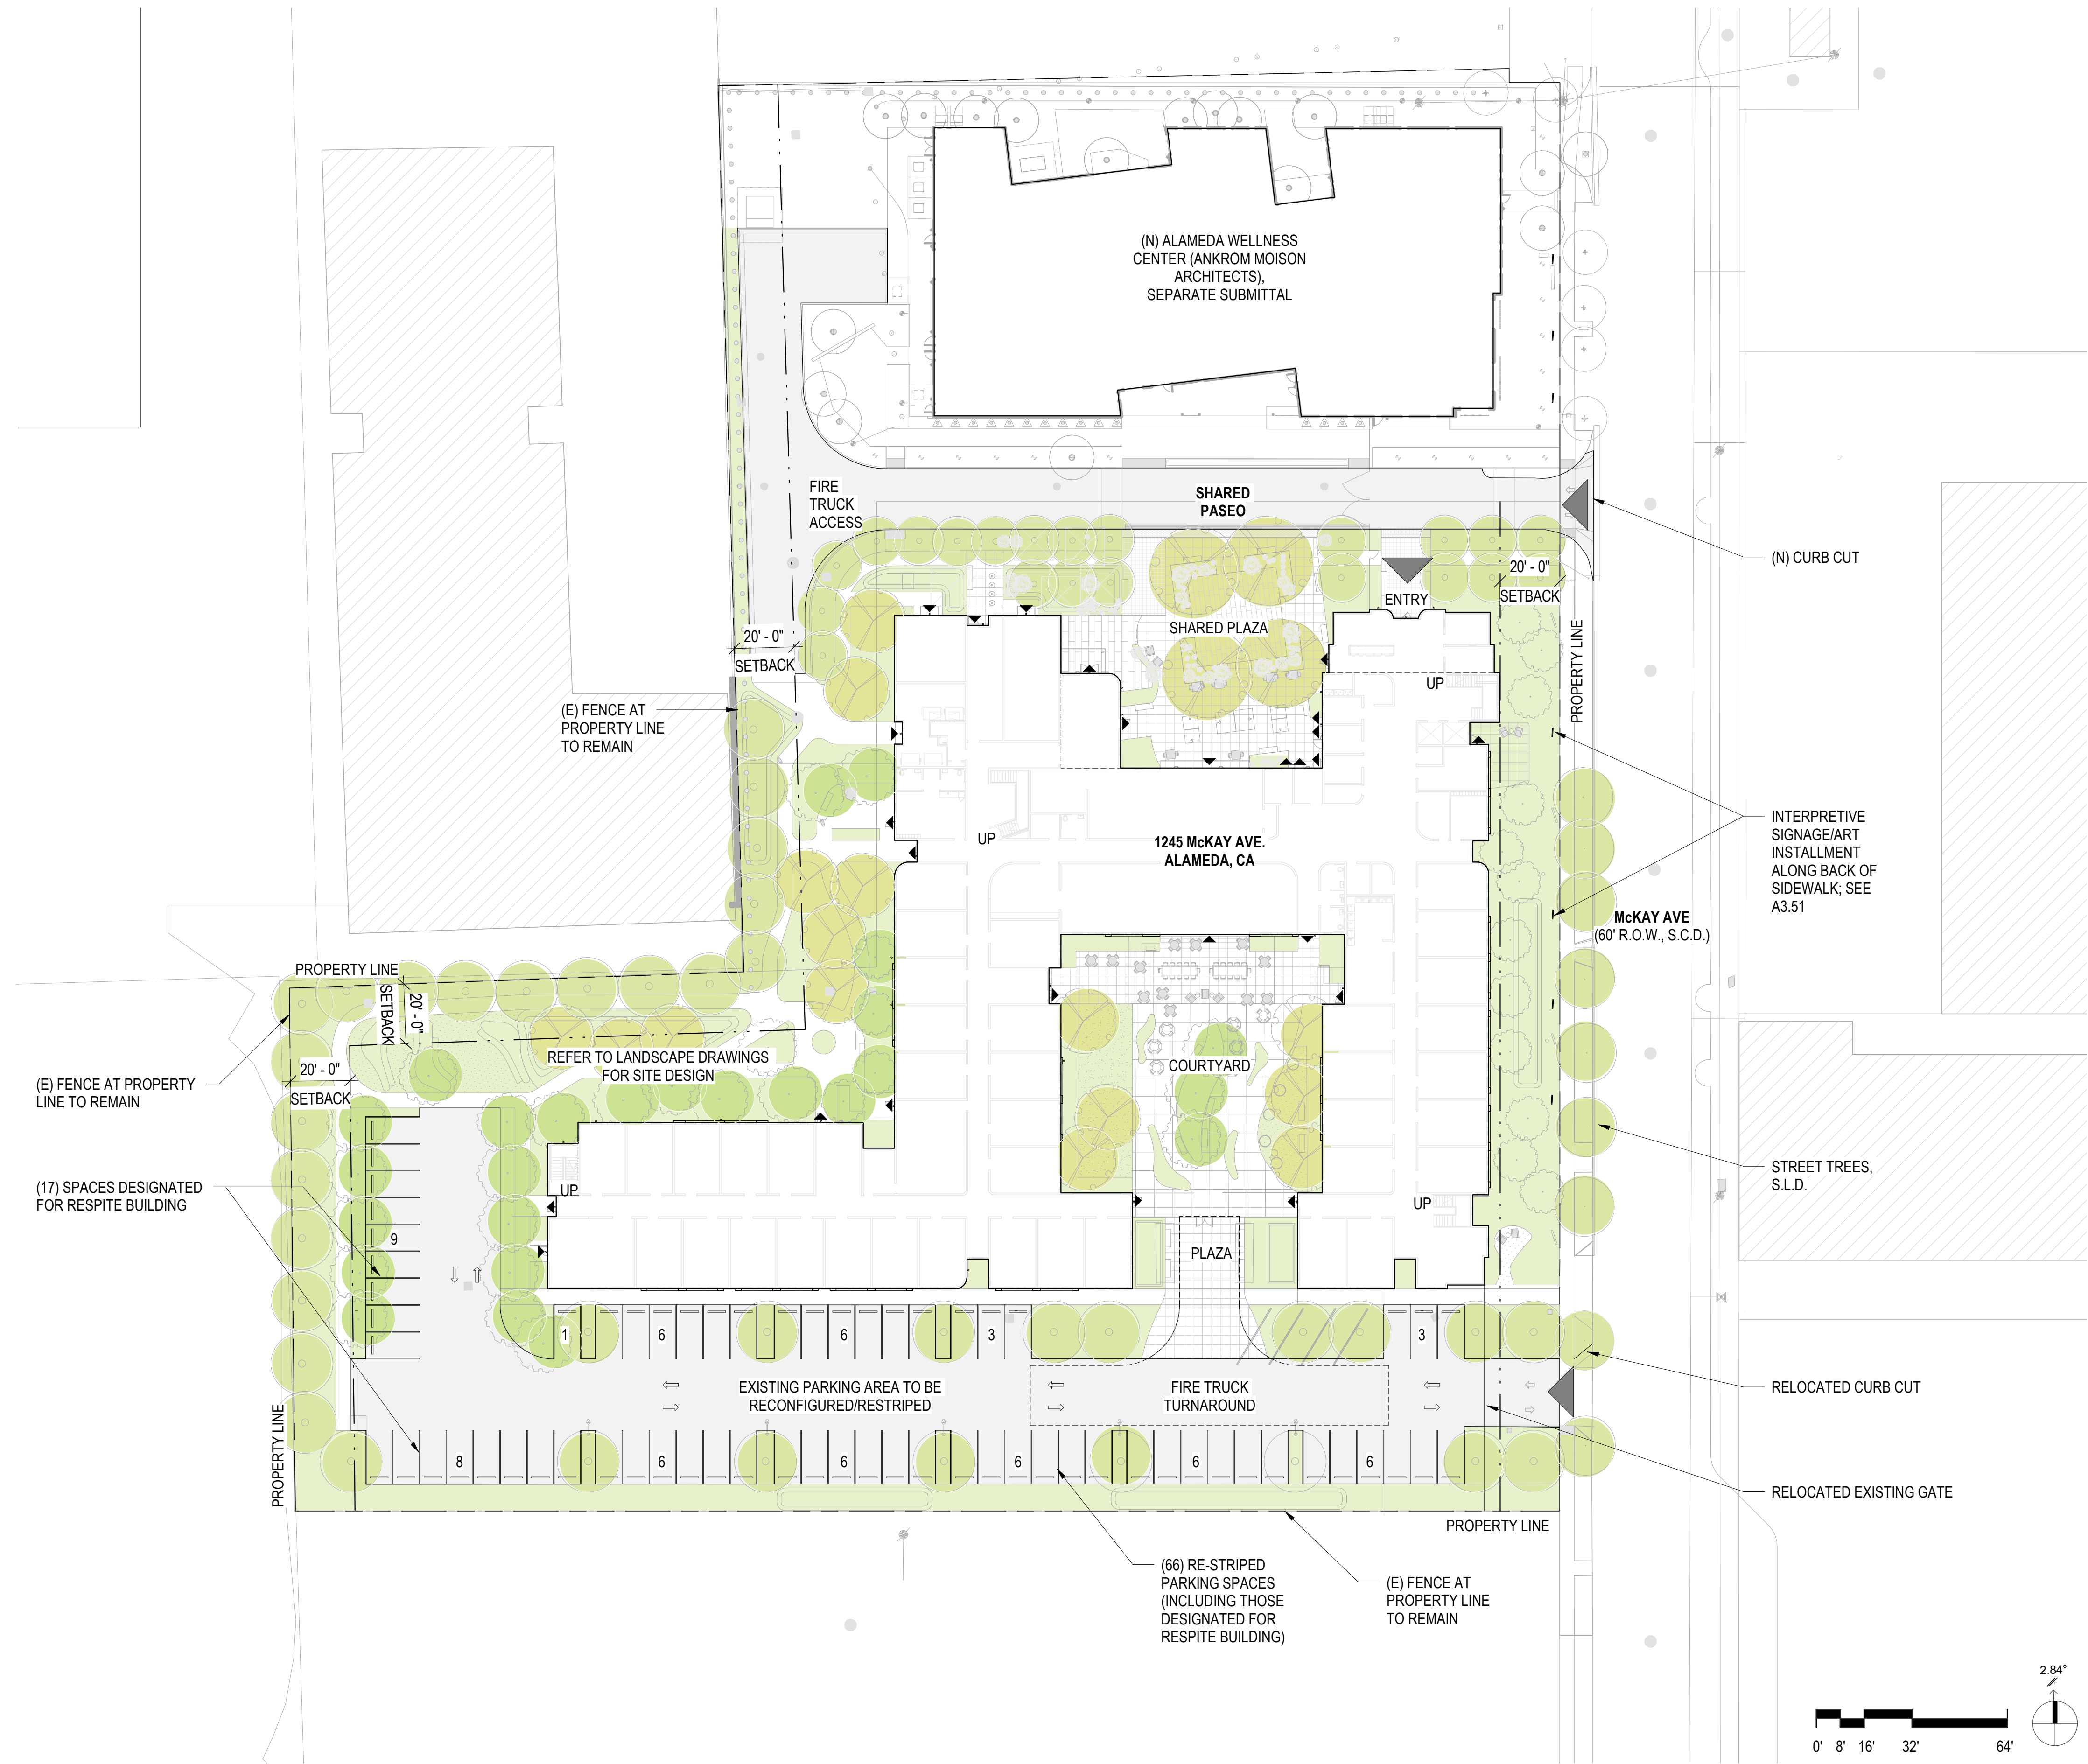 (N) ALAMEDA WELLNESS
CENTER (ANKROM MOISON
ARCHITECTS),
SEPARATE SUBMITTAL
FIRE
TRUCK
ACCESS
SHARED
PASEO
(N) CURB CUT
20' - 0"
SETBACK
ENTRY
SHARED PLAZA
20' - 0"
SETBACK
PROPERTY LINE
UP
(E) FENCE AT
PROPERTY LINE
TO REMAIN
UP
1245 McKAY AVE.
ALAMEDA, CA
INTERPRETIVE
SIGNAGE/ART
INSTALLMENT
ALONG BACK OF
SIDEWALK; SEE
A3.51
McKAY AVE
(60' R.O.W., S.C.D.)
PROPERTY LINE
20' - 0"
SETBACK
REFER TO LANDSCAPE DRAWINGS
FOR SITE DESIGN
COURTYARD
20' - 0"
SETBACK
(E) FENCE AT PROPERTY
LINE TO REMAIN
STREET TREES,
S.L.D.
(17) SPACES DESIGNATED
FOR RESPITE BUILDING
UP
UP
9
PLAZA
1
6
6
3
3
EXISTING PARKING AREA TO BE
RECONFIGURED/RESTRIPED
FIRE TRUCK
TURNAROUND
RELOCATED CURB CUT
PROPERTY LINE
8
6
6
6
6
6
RELOCATED EXISTING GATE
PROPERTY LINE
(66) RE-STRIPED
PARKING SPACES
(INCLUDING THOSE
DESIGNATED FOR
RESPITE BUILDING)
(E) FENCE AT
PROPERTY LINE
TO REMAIN
2.84°
0' 8' 16' 32' 64'